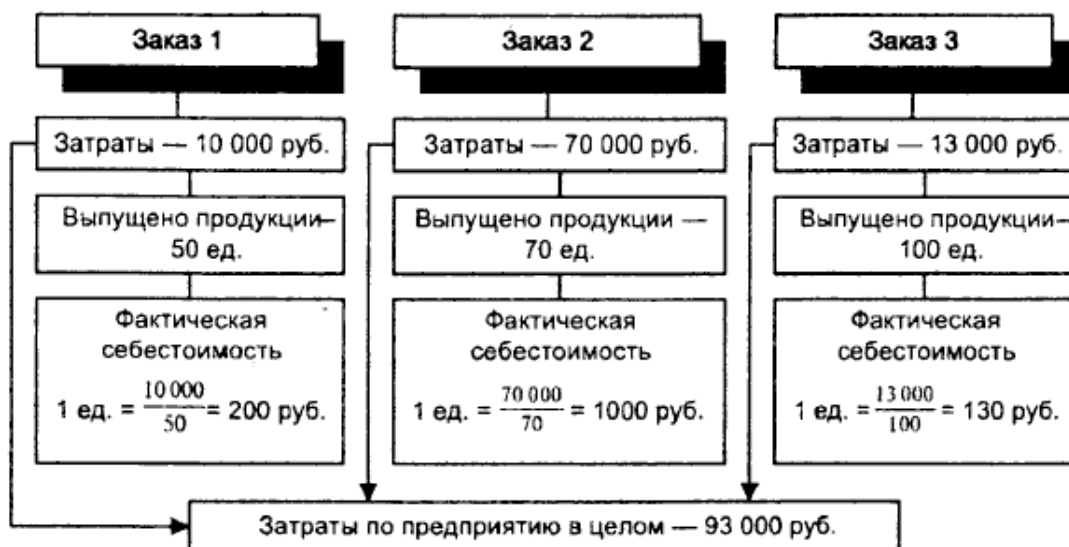 Заказ 1
Затраты — 10 000 руб.
Выпущено продукции–
50 ед.
Фактическая
себестоимость
1 ед. = 10 000/50 = 200 руб.
Заказ 2
Затраты — 70 000 руб.
Выпущено продукции —
70 ед.
Фактическая
себестоимость
1 ед. = 70 000/70 = 1000 руб.
Заказ 3
Затраты — 13 000 руб.
Выпущено продукции–
100 ед.
Фактическая
себестоимость
1 ед. = 13 000/100 = 130 руб.
Затраты по предприятию в целом — 93 000 руб.